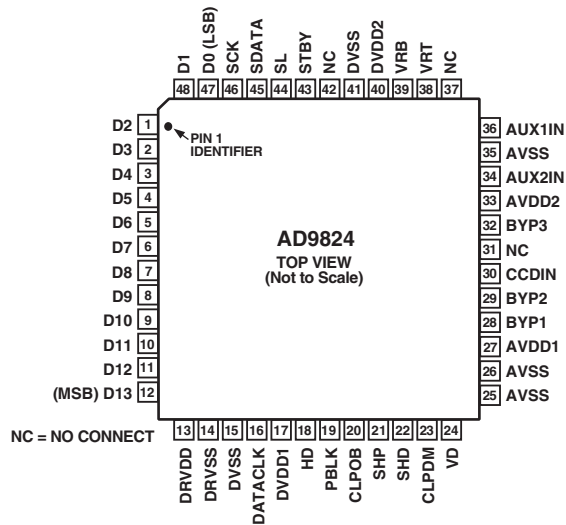 D1
D0 (LSB)
SCK
SDATA
SL
STBY
NC
DVSS
DVDD2
VRB
VRT
NC
48 47 46 45 44 43 42 41 40 39 38 37
D2 1
D3 2
D4 3
D5 4
D6 5
D7 6
D8 7
D9 8
D10 9
D11 10
D12 11
(MSB) D13 12
PIN 1
IDENTIFIER
AD9824
TOP VIEW
(Not to Scale)
36 AUX1IN
35 AVSS
34 AUX2IN
33 AVDD2
32 BYP3
31 NC
30 CCDIN
29 BYP2
28 BYP1
27 AVDD1
26 AVSS
25 AVSS
NC = NO CONNECT
13 14 15 16 17 18 19 20 21 22 23 24
DRVDD
DRVSS
DVSS
DATACLK
DVDD1
HD
PBLK
CLPOB
SHP
SHD
CLPDM
VD